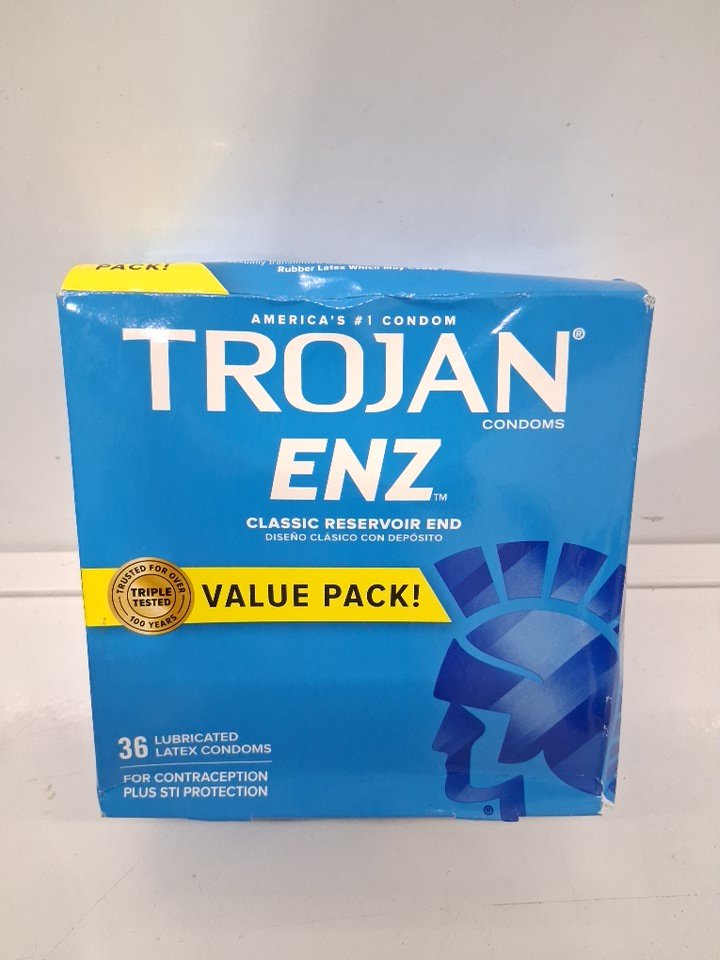 PACK!
Rubber Latex Which May Cause
AMERICA'S #1 CONDOM
TROJAN®
CONDOMS
ENZ™
CLASSIC RESERVOIR END
DISEÑO CLÁSICO CON DEPÓSITO
TRUSTED FOR OVER
TRIPLE
TESTED
100 YEARS
VALUE PACK!
36 LUBRICATED
LATEX CONDOMS
FOR CONTRACEPTION
PLUS STI PROTECTION
®